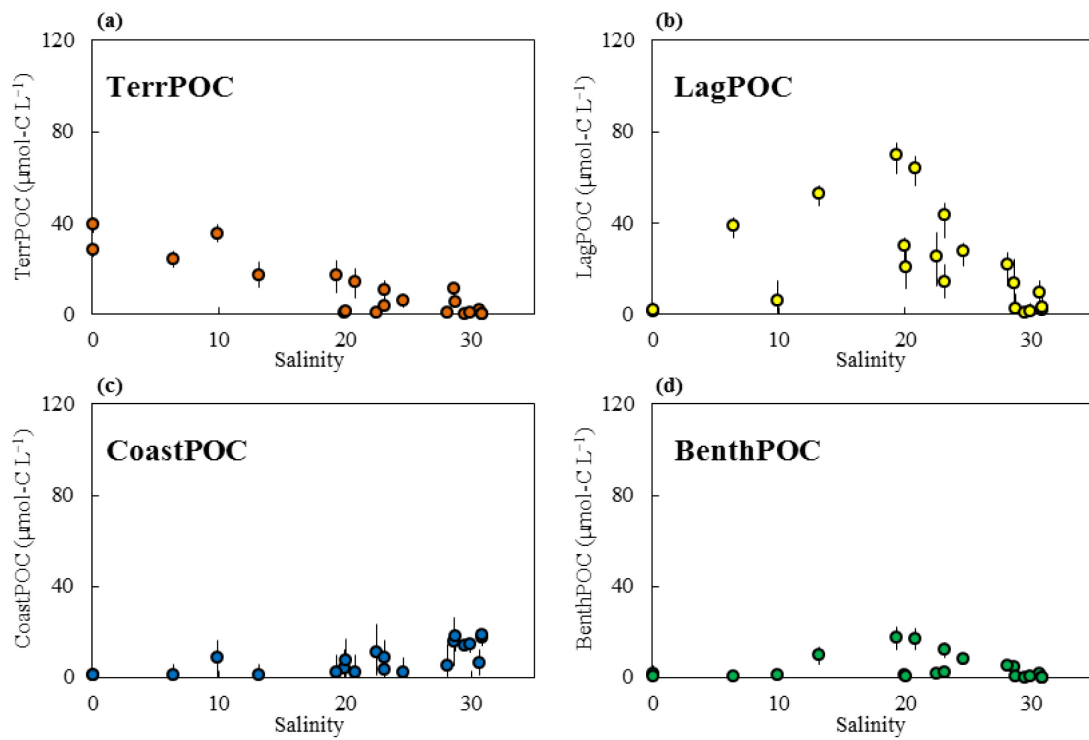 (a)
120
80
40
0
TerrPOC (μmol-C L⁻¹)
TerrPOC
0 10 20 30
Salinity
(b)
120
80
40
0
LagPOC (μmol-C L⁻¹)
LagPOC
0 10 20 30
Salinity
(c)
120
80
40
0
CoastPOC (μmol-C L⁻¹)
CoastPOC
0 10 20 30
Salinity
(d)
120
80
40
0
BenthPOC (μmol-C L⁻¹)
BenthPOC
0 10 20 30
Salinity